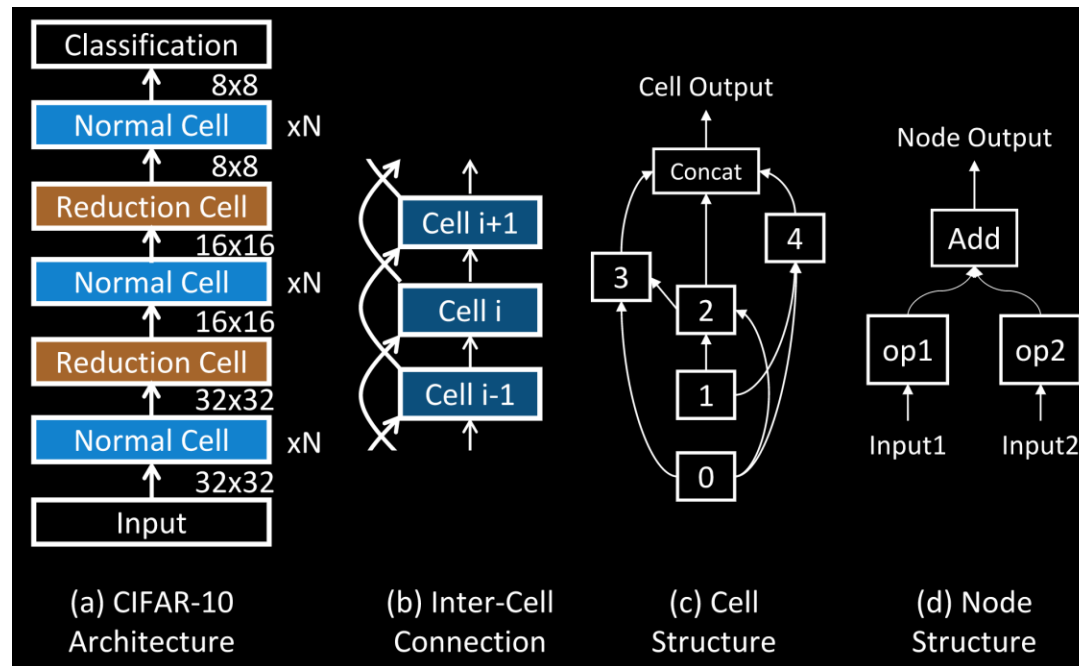 Classification
8x8
Normal Cell
xN
8x8
Reduction Cell
16x16
Normal Cell
xN
16x16
Reduction Cell
32x32
Normal Cell
xN
32x32
Input
(a) CIFAR-10
Architecture
Cell i+1
Cell i
Cell i-1
(b) Inter-Cell
Connection
Cell Output
Concat
4
3
2
1
0
(c) Cell
Structure
Node Output
Add
op1
op2
Input1
Input2
(d) Node
Structure